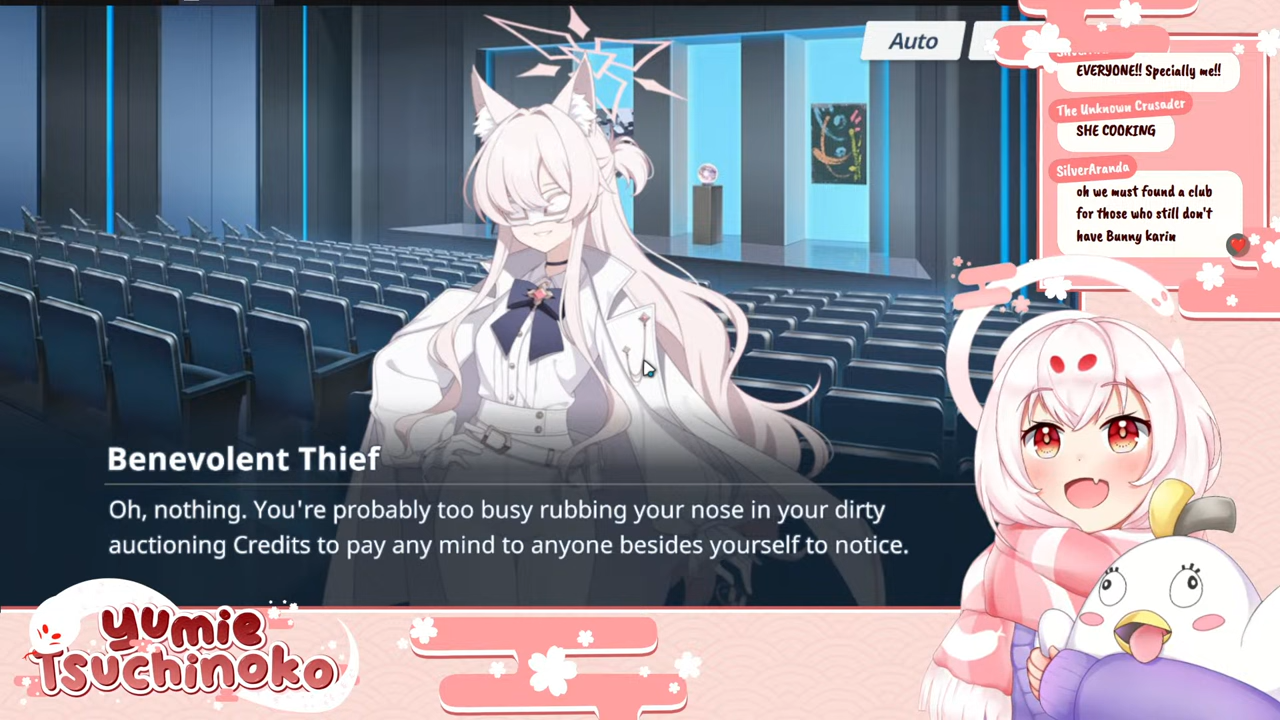 Auto
EVERYONE!! Specially me!!
The Unknown Crusader
SHE COOKING
SilverAranda
oh we must found a club
for those who still don't
have Bunny karin
Benevolent Thief
Oh, nothing. You're probably too busy rubbing your nose in your dirty
auctioning Credits to pay any mind to anyone besides yourself to notice.
yumie
Tsuchinoko